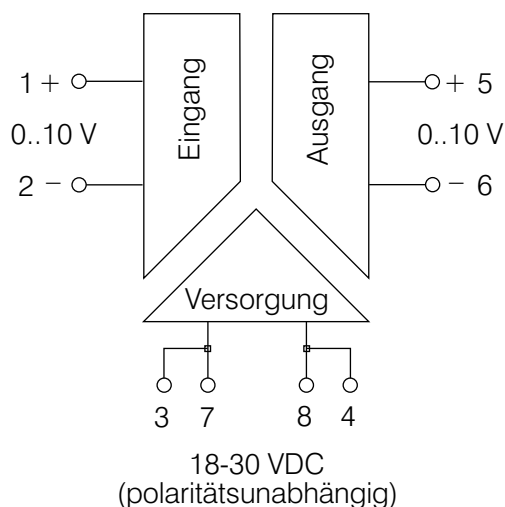 Eingang
Ausgang
1 +
+ 5
0..10 V
0..10 V
2 -
- 6
Versorgung
3 7 8 4
18-30 VDC
(polaritätsunabhängig)